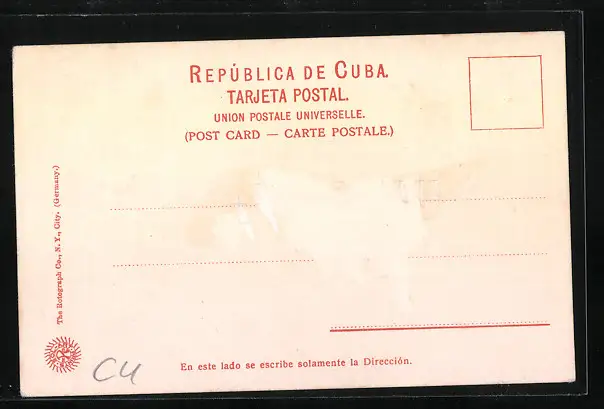 REPÚBLICA DE CUBA.
TARJETA POSTAL.
UNION POSTALE UNIVERSELLE.
(POST CARD — CARTE POSTALE.)
The Rotograph Co., N. Y., City. (Germany.)
En este lado se escribe solamente la Dirección.
CU